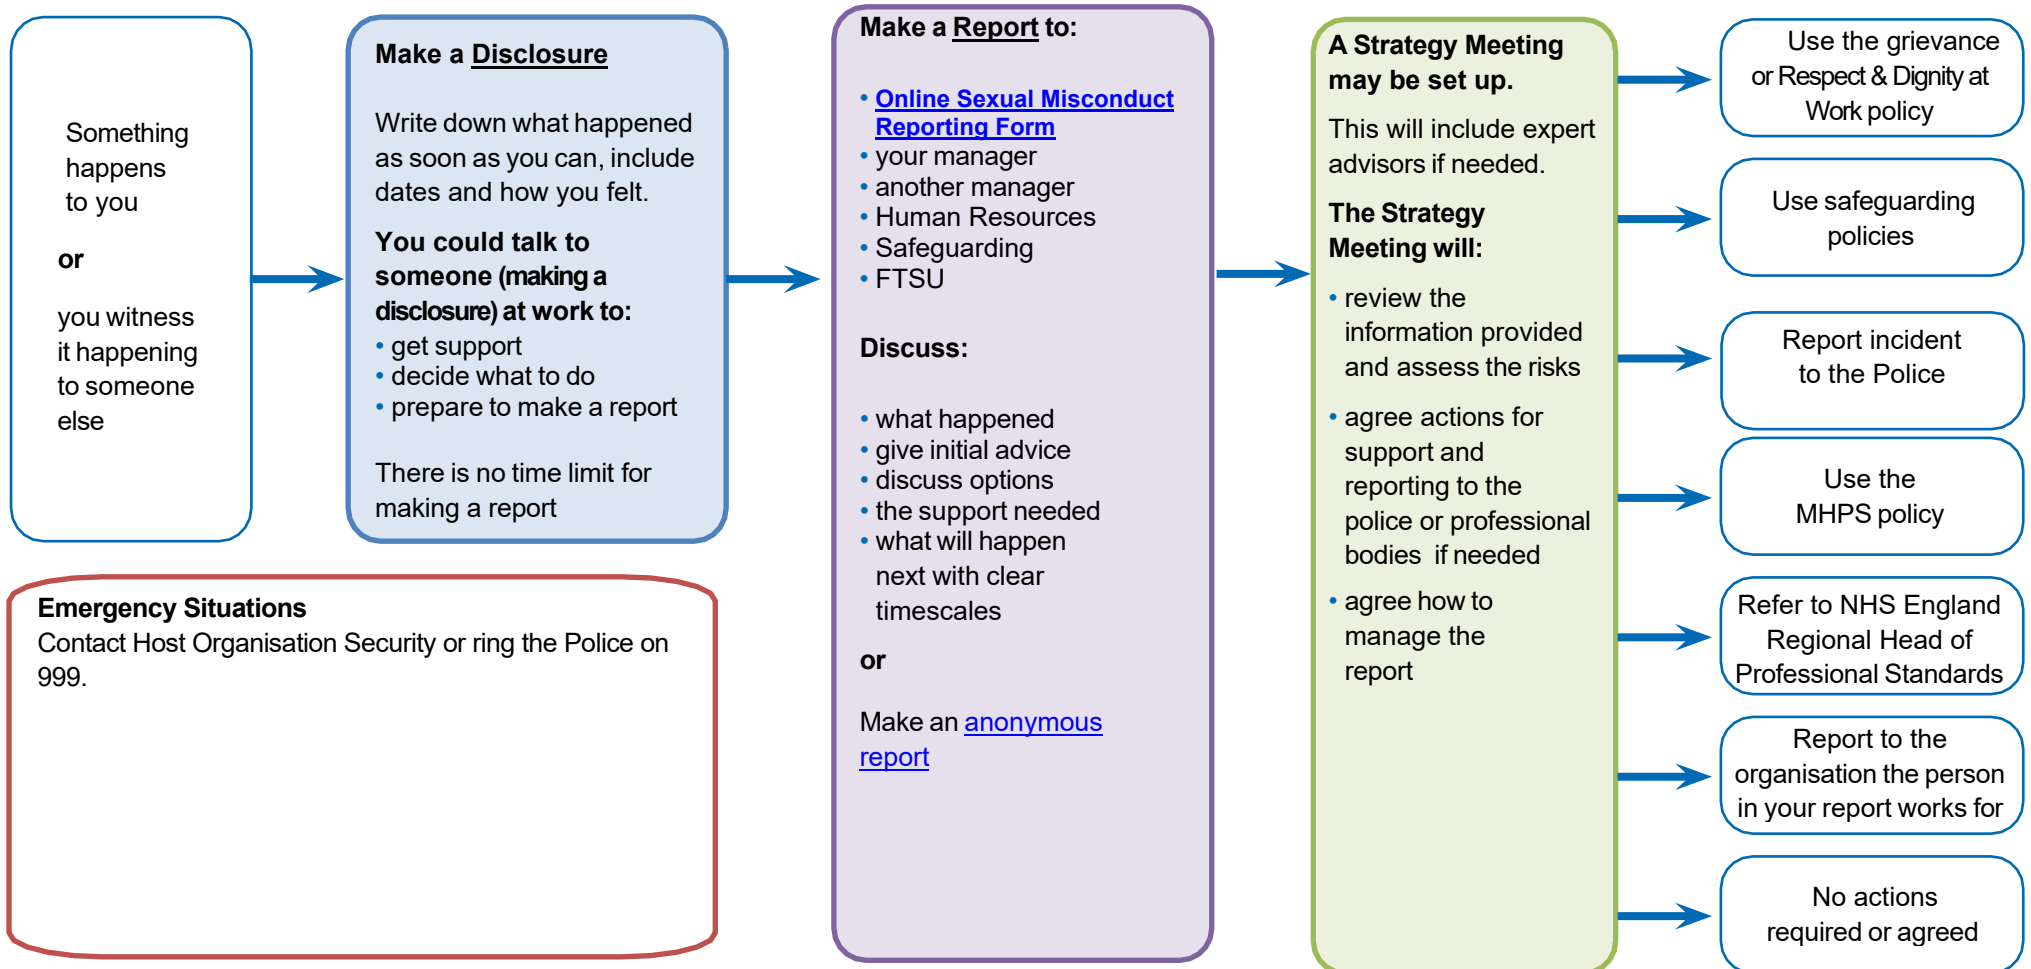 Something
happens
to you
or
you witness
it happening
to someone
else
Make a Disclosure
Write down what happened
as soon as you can, include
dates and how you felt.
You could talk to
someone (making a
disclosure) at work to:
• get support
• decide what to do
• prepare to make a report
There is no time limit for
making a report
Emergency Situations
Contact Host Organisation Security or ring the Police on
999.
Make a Report to:
• Online Sexual Misconduct
Reporting Form
• your manager
• another manager
• Human Resources
• Safeguarding
• FTSU
Discuss:
• what happened
• give initial advice
• discuss options
• the support needed
• what will happen
next with clear
timescales
or
Make an anonymous
report
A Strategy Meeting
may be set up.
This will include expert
advisors if needed.
The Strategy
Meeting will:
• review the
information provided
and assess the risks
• agree actions for
support and
reporting to the
police or professional
bodies if needed
• agree how to
manage the
report
Use the grievance
or Respect & Dignity at
Work policy
Use safeguarding
policies
Report incident
to the Police
Use the
MHPS policy
Refer to NHS England
Regional Head of
Professional Standards
Report to the
organisation the person
in your report works for
No actions
required or agreed